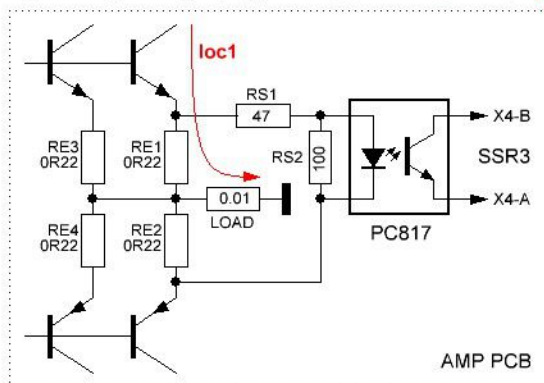 Ioc1
RS1
47
X4-B
RE3
0R22
RE1
0R22
RS2
100
SSR3
0.01
LOAD
X4-A
RE4
0R22
RE2
0R22
PC817
AMP PCB